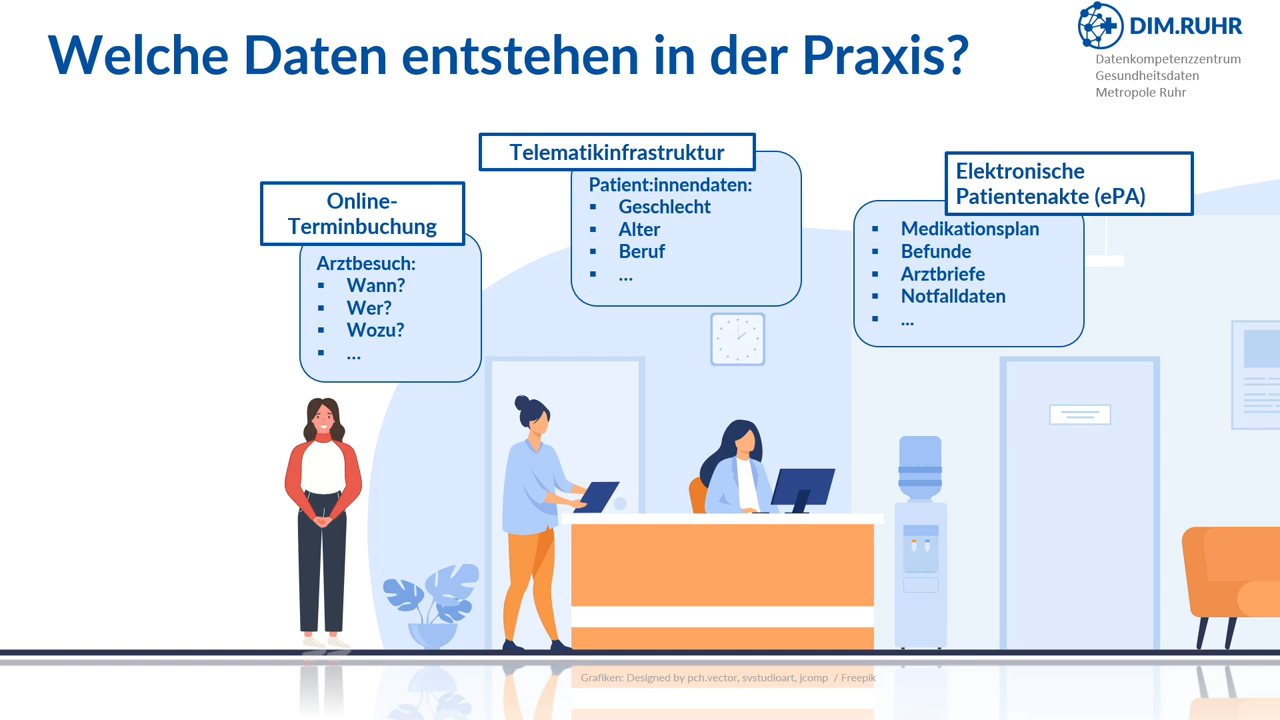 Welche Daten entstehen in der Praxis?
DIM.RUHR
Datenkompetenzzentrum
Gesundheitsdaten
Metropole Ruhr
Online-
Terminbuchung
Arztbesuch:
▪ Wann?
▪ Wer?
▪ Wozu?
▪ ...
Telematikinfrastruktur
Patient:innendaten:
▪ Geschlecht
▪ Alter
▪ Beruf
▪ ...
Elektronische
Patientenakte (ePA)
▪ Medikationsplan
▪ Befunde
▪ Arztbriefe
▪ Notfalldaten
▪ ...
Grafiken: Designed by pch.vector, svstudioart, jcomp / Freepik